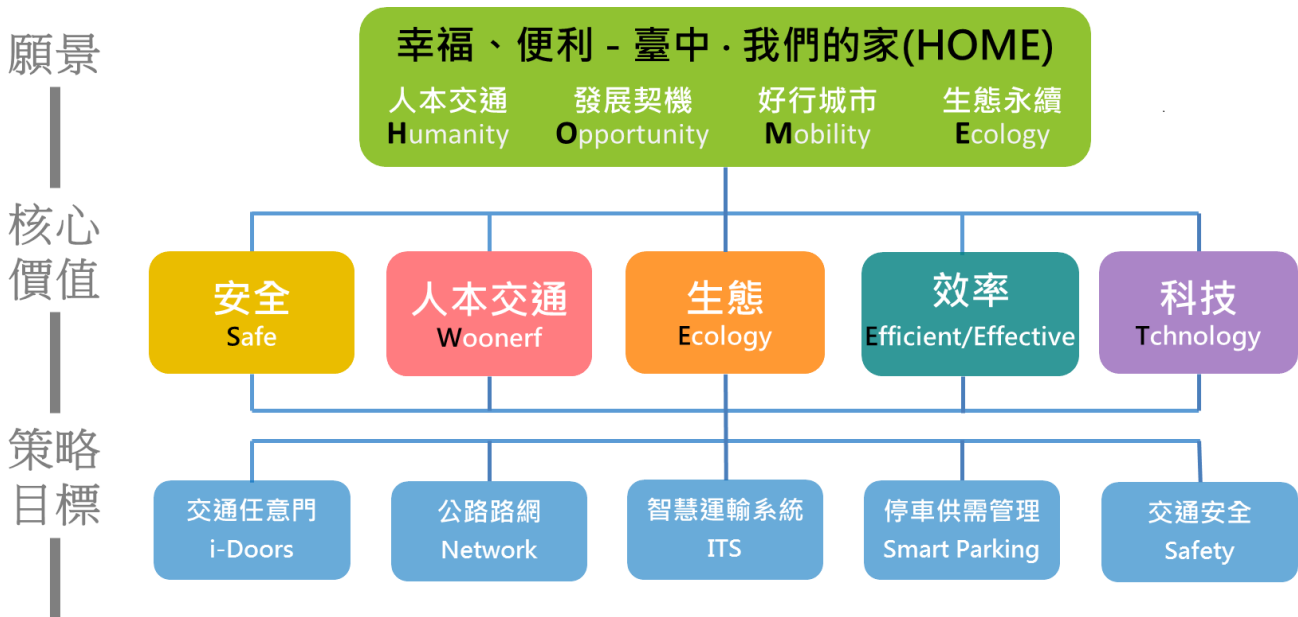 願景
幸福、便利 - 臺中 · 我們的家(HOME)
人本交通 發展契機 好行城市 生態永續
Humanity Opportunity Mobility Ecology
核心
價值
安全 人本交通 生態 效率 科技
Safe Woonerf Ecology Efficient/Effective Tchnology
策略
目標
交通任意門 公路路網 智慧運輸系統 停車供需管理 交通安全
i-Doors Network ITS Smart Parking Safety